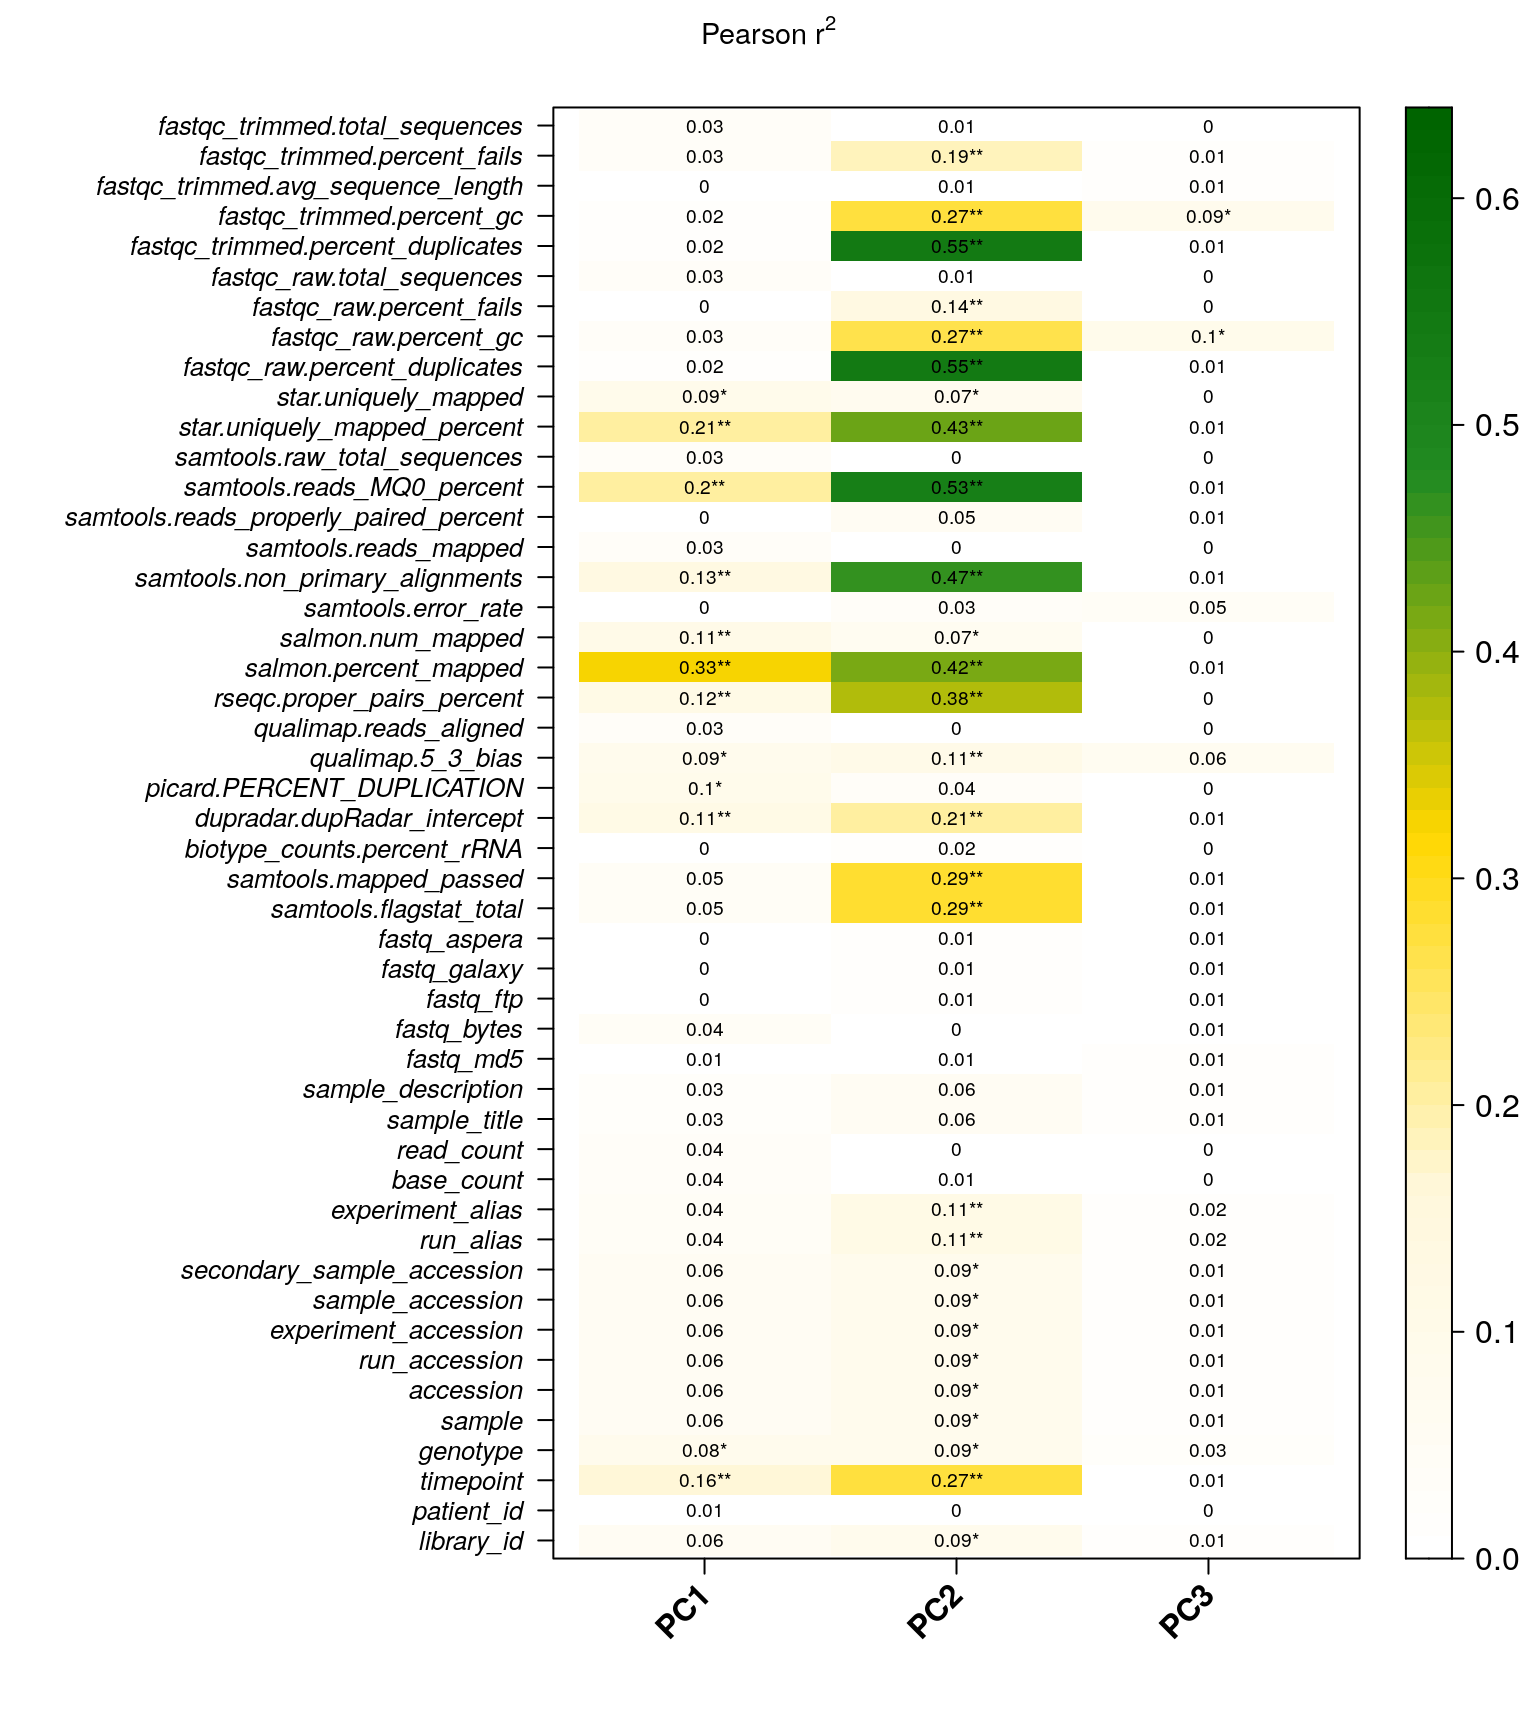 Pearson r²
fastqc_trimmed.total_sequences 0.03 0.01 0
fastqc_trimmed.percent_fails 0.03 0.19** 0.01
fastqc_trimmed.avg_sequence_length 0 0.01 0.01
fastqc_trimmed.percent_gc 0.02 0.27** 0.09*
fastqc_trimmed.percent_duplicates 0.02 0.55** 0.01
fastqc_raw.total_sequences 0.03 0.01 0
fastqc_raw.percent_fails 0 0.14** 0
fastqc_raw.percent_gc 0.03 0.27** 0.1*
fastqc_raw.percent_duplicates 0.02 0.55** 0.01
star.uniquely_mapped 0.09* 0.07* 0
star.uniquely_mapped_percent 0.21** 0.43** 0.01
samtools.raw_total_sequences 0.03 0 0
samtools.reads_MQ0_percent 0.2** 0.53** 0.01
samtools.reads_properly_paired_percent 0 0.05 0.01
samtools.reads_mapped 0.03 0 0
samtools.non_primary_alignments 0.13** 0.47** 0.01
samtools.error_rate 0 0.03 0.05
salmon.num_mapped 0.11** 0.07* 0
salmon.percent_mapped 0.33** 0.42** 0.01
rseqc.proper_pairs_percent 0.12** 0.38** 0
qualimap.reads_aligned 0.03 0 0
qualimap.5_3_bias 0.09* 0.11** 0.06
picard.PERCENT_DUPLICATION 0.1* 0.04 0
dupradar.dupRadar_intercept 0.11** 0.21** 0.01
biotype_counts.percent_rRNA 0 0.02 0
samtools.mapped_passed 0.05 0.29** 0.01
samtools.flagstat_total 0.05 0.29** 0.01
fastq_aspera 0 0.01 0.01
fastq_galaxy 0 0.01 0.01
fastq_ftp 0 0.01 0.01
fastq_bytes 0.04 0 0.01
fastq_md5 0.01 0.01 0.01
sample_description 0.03 0.06 0.01
sample_title 0.03 0.06 0.01
read_count 0.04 0 0
base_count 0.04 0.01 0
experiment_alias 0.04 0.11** 0.02
run_alias 0.04 0.11** 0.02
secondary_sample_accession 0.06 0.09* 0.01
sample_accession 0.06 0.09* 0.01
experiment_accession 0.06 0.09* 0.01
run_accession 0.06 0.09* 0.01
accession 0.06 0.09* 0.01
sample 0.06 0.09* 0.01
genotype 0.08* 0.09* 0.03
timepoint 0.16** 0.27** 0.01
patient_id 0.01 0 0
library_id 0.06 0.09* 0.01
PC1 PC2 PC3
0.6
0.5
0.4
0.3
0.2
0.1
0.0